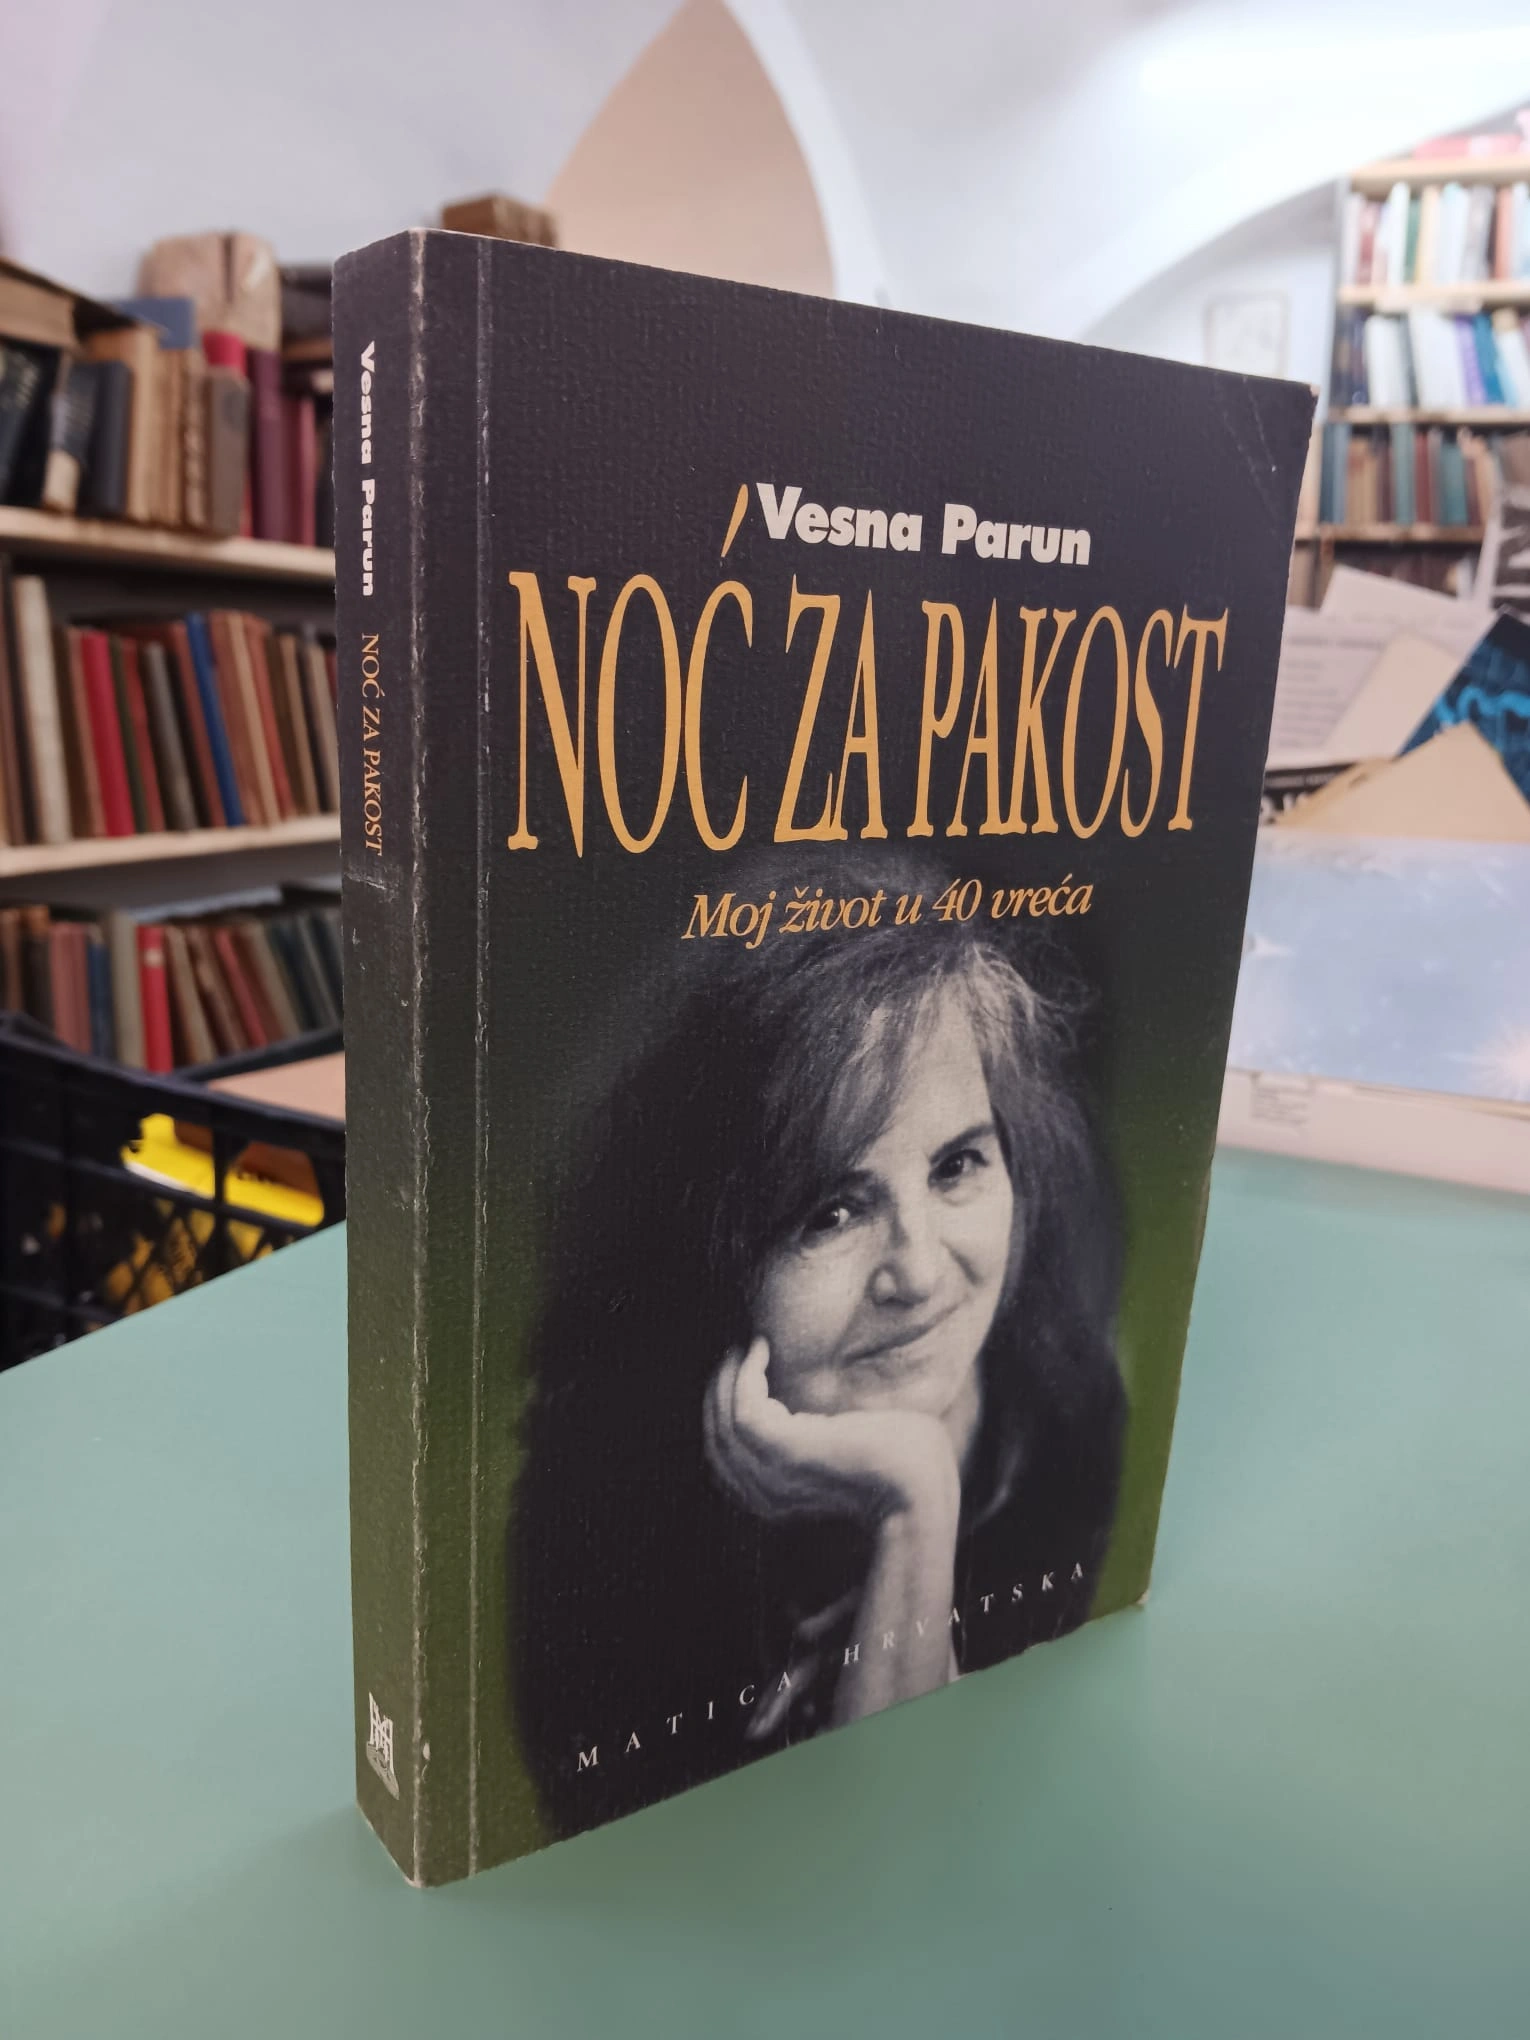 Vesna Parun
NOĆ ZA PAKOST
Moj život u 40 vreća
MATICA HRVATSKA
Vesna Parun NOĆ ZA PAKOST